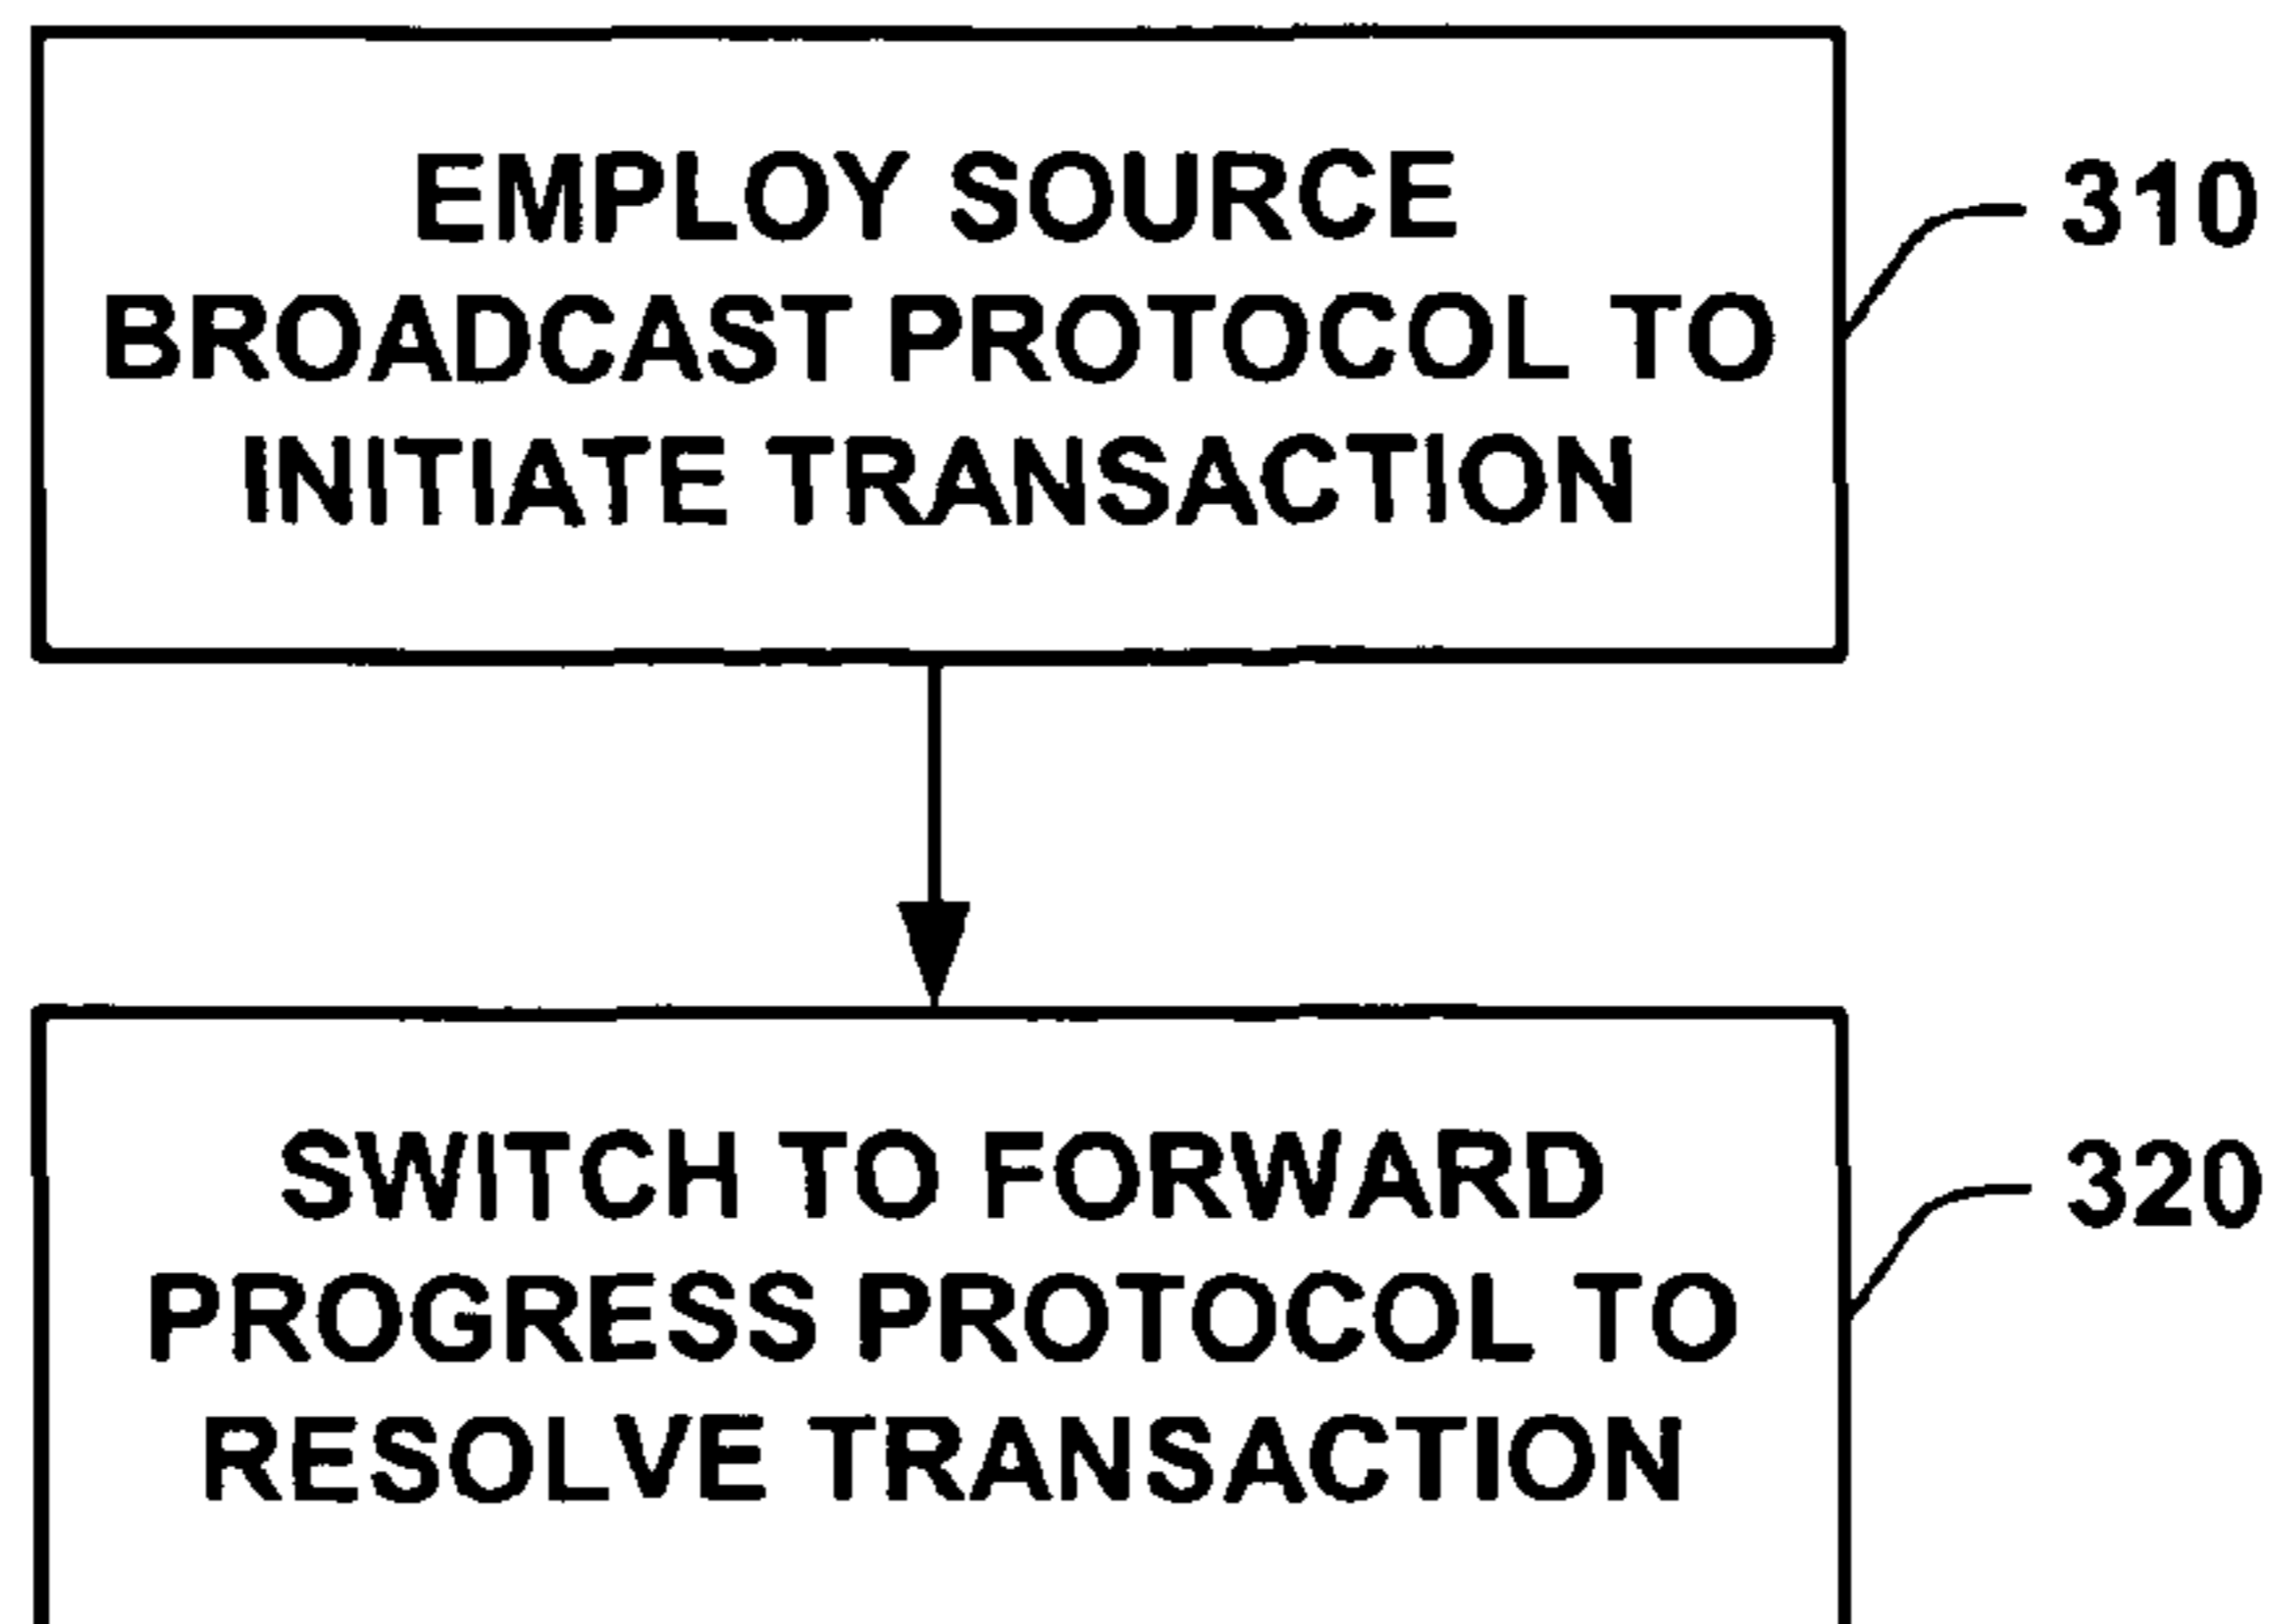 EMPLOY SOURCE
BROADCAST PROTOCOL TO
INITIATE TRANSACTION
310
SWITCH TO FORWARD
PROGRESS PROTOCOL TO
RESOLVE TRANSACTION
320